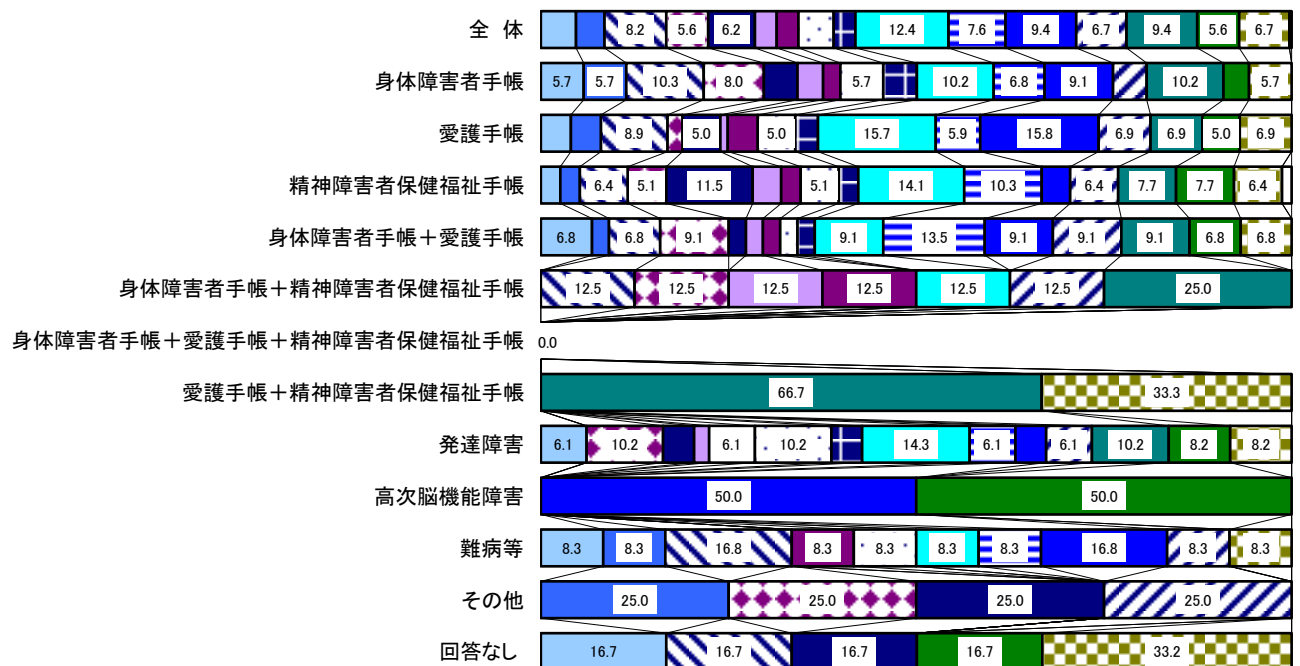 全 体 8.2 5.6 6.2 12.4 7.6 9.4 6.7 9.4 5.6 6.7
身体障害者手帳 5.7 5.7 10.3 8.0 5.7 10.2 6.8 9.1 10.2 5.7
愛護手帳 8.9 5.0 5.0 15.7 5.9 15.8 6.9 6.9 5.0 6.9
精神障害者保健福祉手帳 6.4 5.1 11.5 5.1 14.1 10.3 6.4 7.7 7.7 6.4
身体障害者手帳＋愛護手帳 6.8 6.8 9.1 9.1 13.5 9.1 9.1 9.1 6.8 6.8
身体障害者手帳＋精神障害者保健福祉手帳 12.5 12.5 12.5 12.5 12.5 12.5 25.0
身体障害者手帳＋愛護手帳＋精神障害者保健福祉手帳 0.0
愛護手帳＋精神障害者保健福祉手帳 66.7 33.3
発達障害 6.1 10.2 6.1 10.2 14.3 6.1 6.1 10.2 8.2 8.2
高次脳機能障害 50.0 50.0
難病等 8.3 8.3 16.8 8.3 8.3 8.3 8.3 16.8 8.3 8.3
その他 25.0 25.0 25.0 25.0
回答なし 16.7 16.7 16.7 16.7 33.2